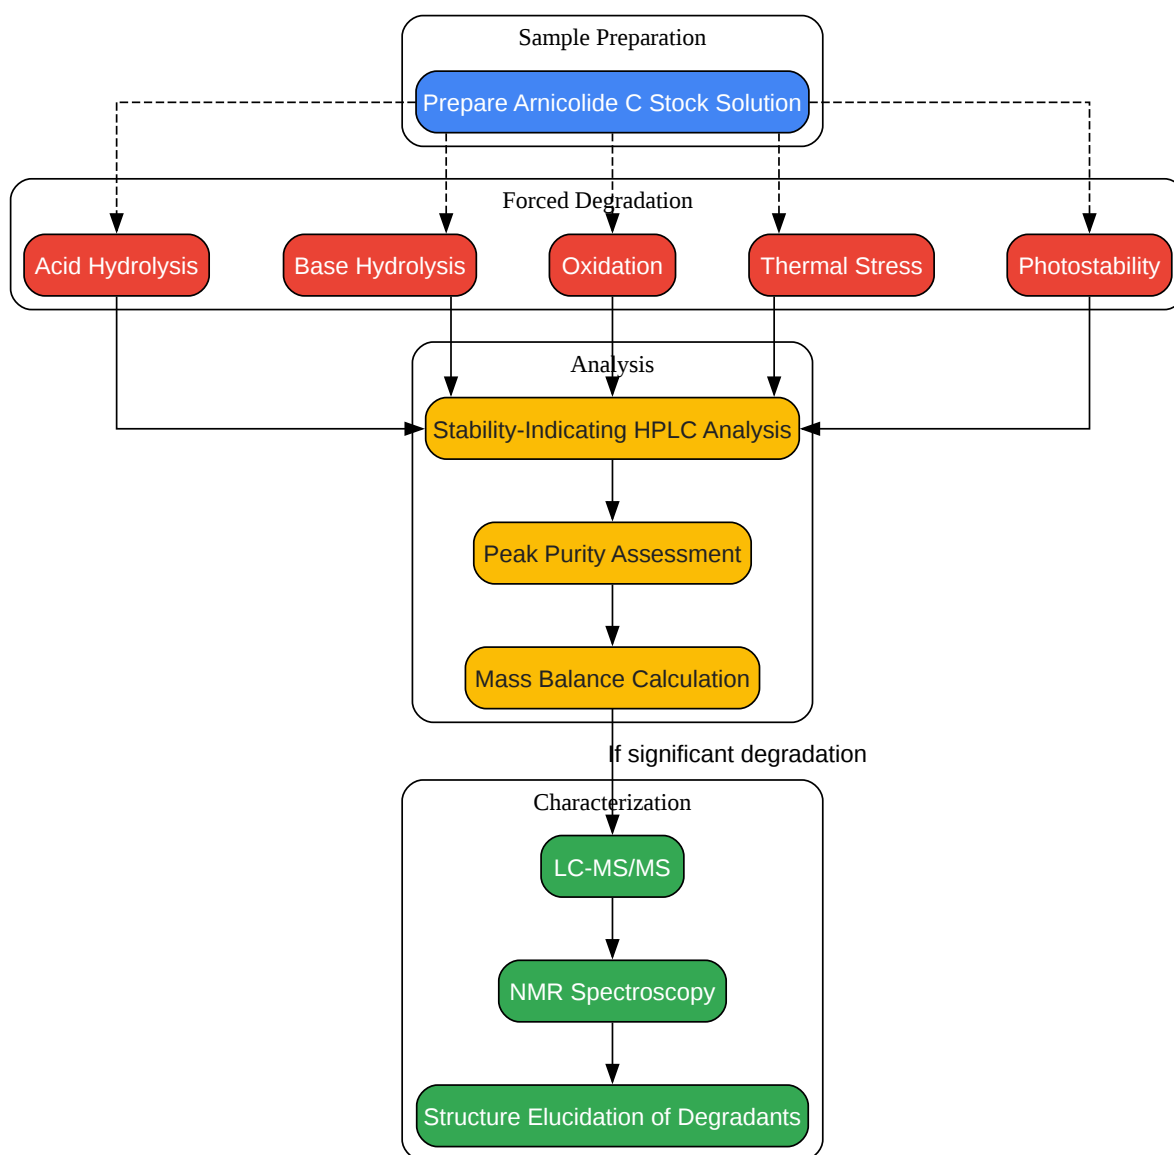 Sample Preparation
Prepare Arnicolide C Stock Solution
Forced Degradation
Acid Hydrolysis
Base Hydrolysis
Oxidation
Thermal Stress
Photostability
Analysis
Stability-Indicating HPLC Analysis
Peak Purity Assessment
Mass Balance Calculation
If significant degradation
Characterization
LC-MS/MS
NMR Spectroscopy
Structure Elucidation of Degradants